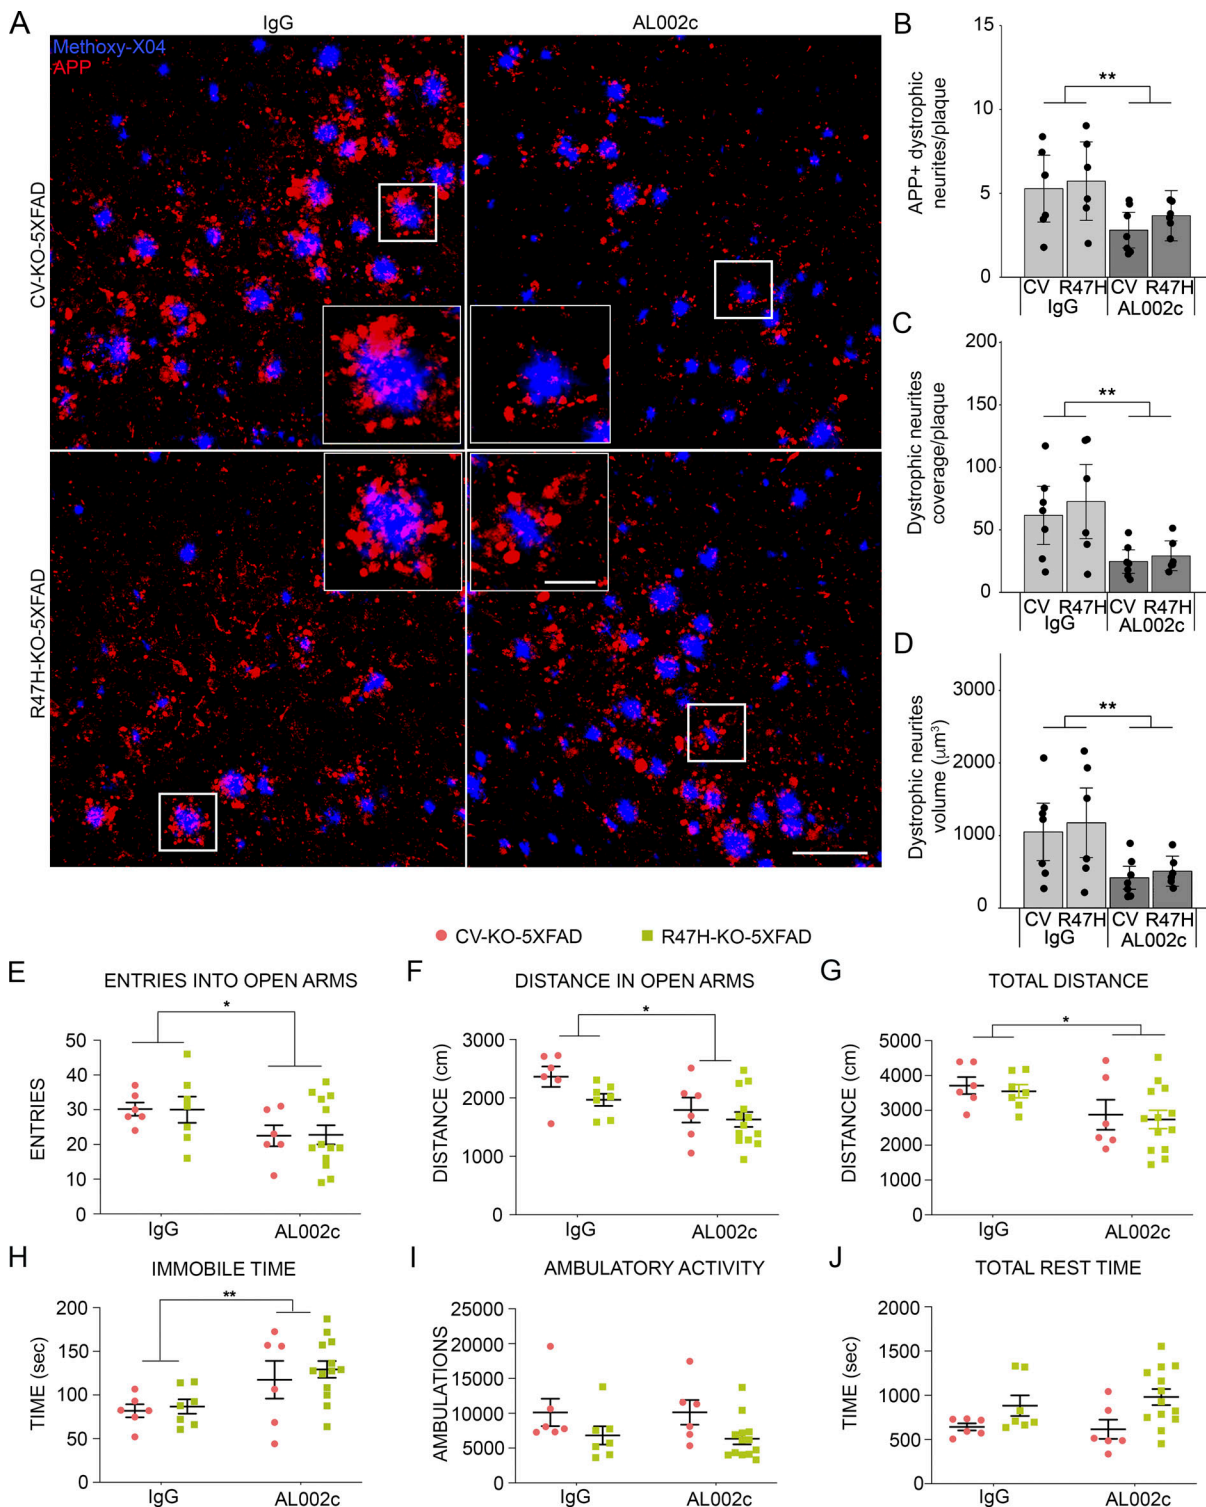 A
IgG
AL002c
Methoxy-X04
APP
CV-KO-5XFAD
R47H-KO-5XFAD
B
APP+ dystrophic
neurites/plaque
15
10
5
0
**
CV R47H CV R47H
IgG AL002c
C
Dystrophic neurites
coverage/plaque
200
150
100
50
0
**
CV R47H CV R47H
IgG AL002c
D
Dystrophic neurites
volume (µm³)
3000
2000
1000
0
**
CV R47H CV R47H
IgG AL002c
CV-KO-5XFAD R47H-KO-5XFAD
E
ENTRIES INTO OPEN ARMS
*
ENTRIES
50
40
30
20
10
0
IgG AL002c
F
DISTANCE IN OPEN ARMS
*
DISTANCE (cm)
3000
2000
1000
0
IgG AL002c
G
TOTAL DISTANCE
*
DISTANCE (cm)
5000
4000
3000
2000
1000
0
IgG AL002c
H
IMMOBILE TIME
**
TIME (sec)
200
150
100
50
0
IgG AL002c
I
AMBULATORY ACTIVITY
AMBULATIONS
25000
20000
15000
10000
5000
0
IgG AL002c
J
TOTAL REST TIME
TIME (sec)
2000
1500
1000
500
0
IgG AL002c